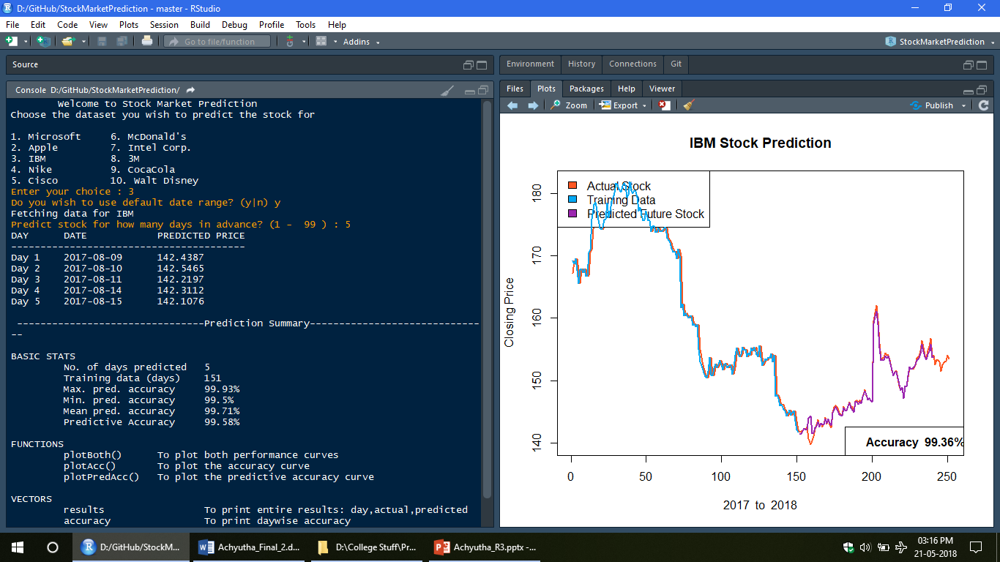 D:/GitHub/StockMarketPrediction - master - RStudio
File Edit Code View Plots Session Build Debug Profile Tools Help
Go to file/function Addins StockMarketPrediction
Source
Console D:/GitHub/StockMarketPrediction/
Welcome to Stock Market Prediction
Choose the dataset you wish to predict the stock for
1. Microsoft 6. McDonald's
2. Apple 7. Intel Corp.
3. IBM 8. 3M
4. Nike 9. CocaCola
5. Cisco 10. Walt Disney
Enter your choice : 3
Do you wish to use default date range? (y|n) y
Fetching data for IBM
Predict stock for how many days in advance? (1 - 99 ) : 5
DAY DATE PREDICTED PRICE
----------------------------------------
Day 1 2017-08-09 142.4387
Day 2 2017-08-10 142.5465
Day 3 2017-08-11 142.2197
Day 4 2017-08-14 142.3112
Day 5 2017-08-15 142.1076
--------------------------------Prediction Summary-----------------------------
--
BASIC STATS
No. of days predicted 5
Training data (days) 151
Max. pred. accuracy 99.93%
Min. pred. accuracy 99.5%
Mean pred. accuracy 99.71%
Predictive Accuracy 99.58%
FUNCTIONS
plotBoth() To plot both performance curves
plotAcc() To plot the accuracy curve
plotPredAcc() To plot the predictive accuracy curve
VECTORS
results To print entire results: day,actual,predicted
accuracy To print daywise accuracy
Environment History Connections Git
Files Plots Packages Help Viewer
Zoom Export Publish
IBM Stock Prediction
Actual Stock
Training Data
Predicted Future Stock
Closing Price
180
170
160
150
140
Accuracy 99.36%
0 50 100 150 200 250
2017 to 2018
D:/GitHub/StockM... Achyutha_Final_2.d... D:\College Stuff\Pr... Achyutha_R3.pptx -...
03:16 PM
21-05-2018